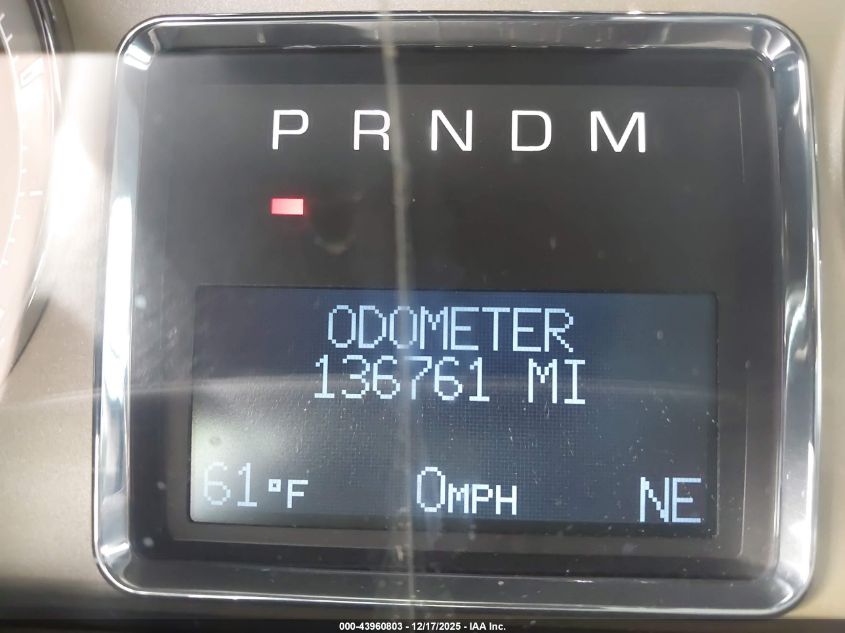 P R N D M
ODOMETER
136761 MI
61°F 0MPH NE
000-43960803 - 12/17/2025 - IAA Inc.